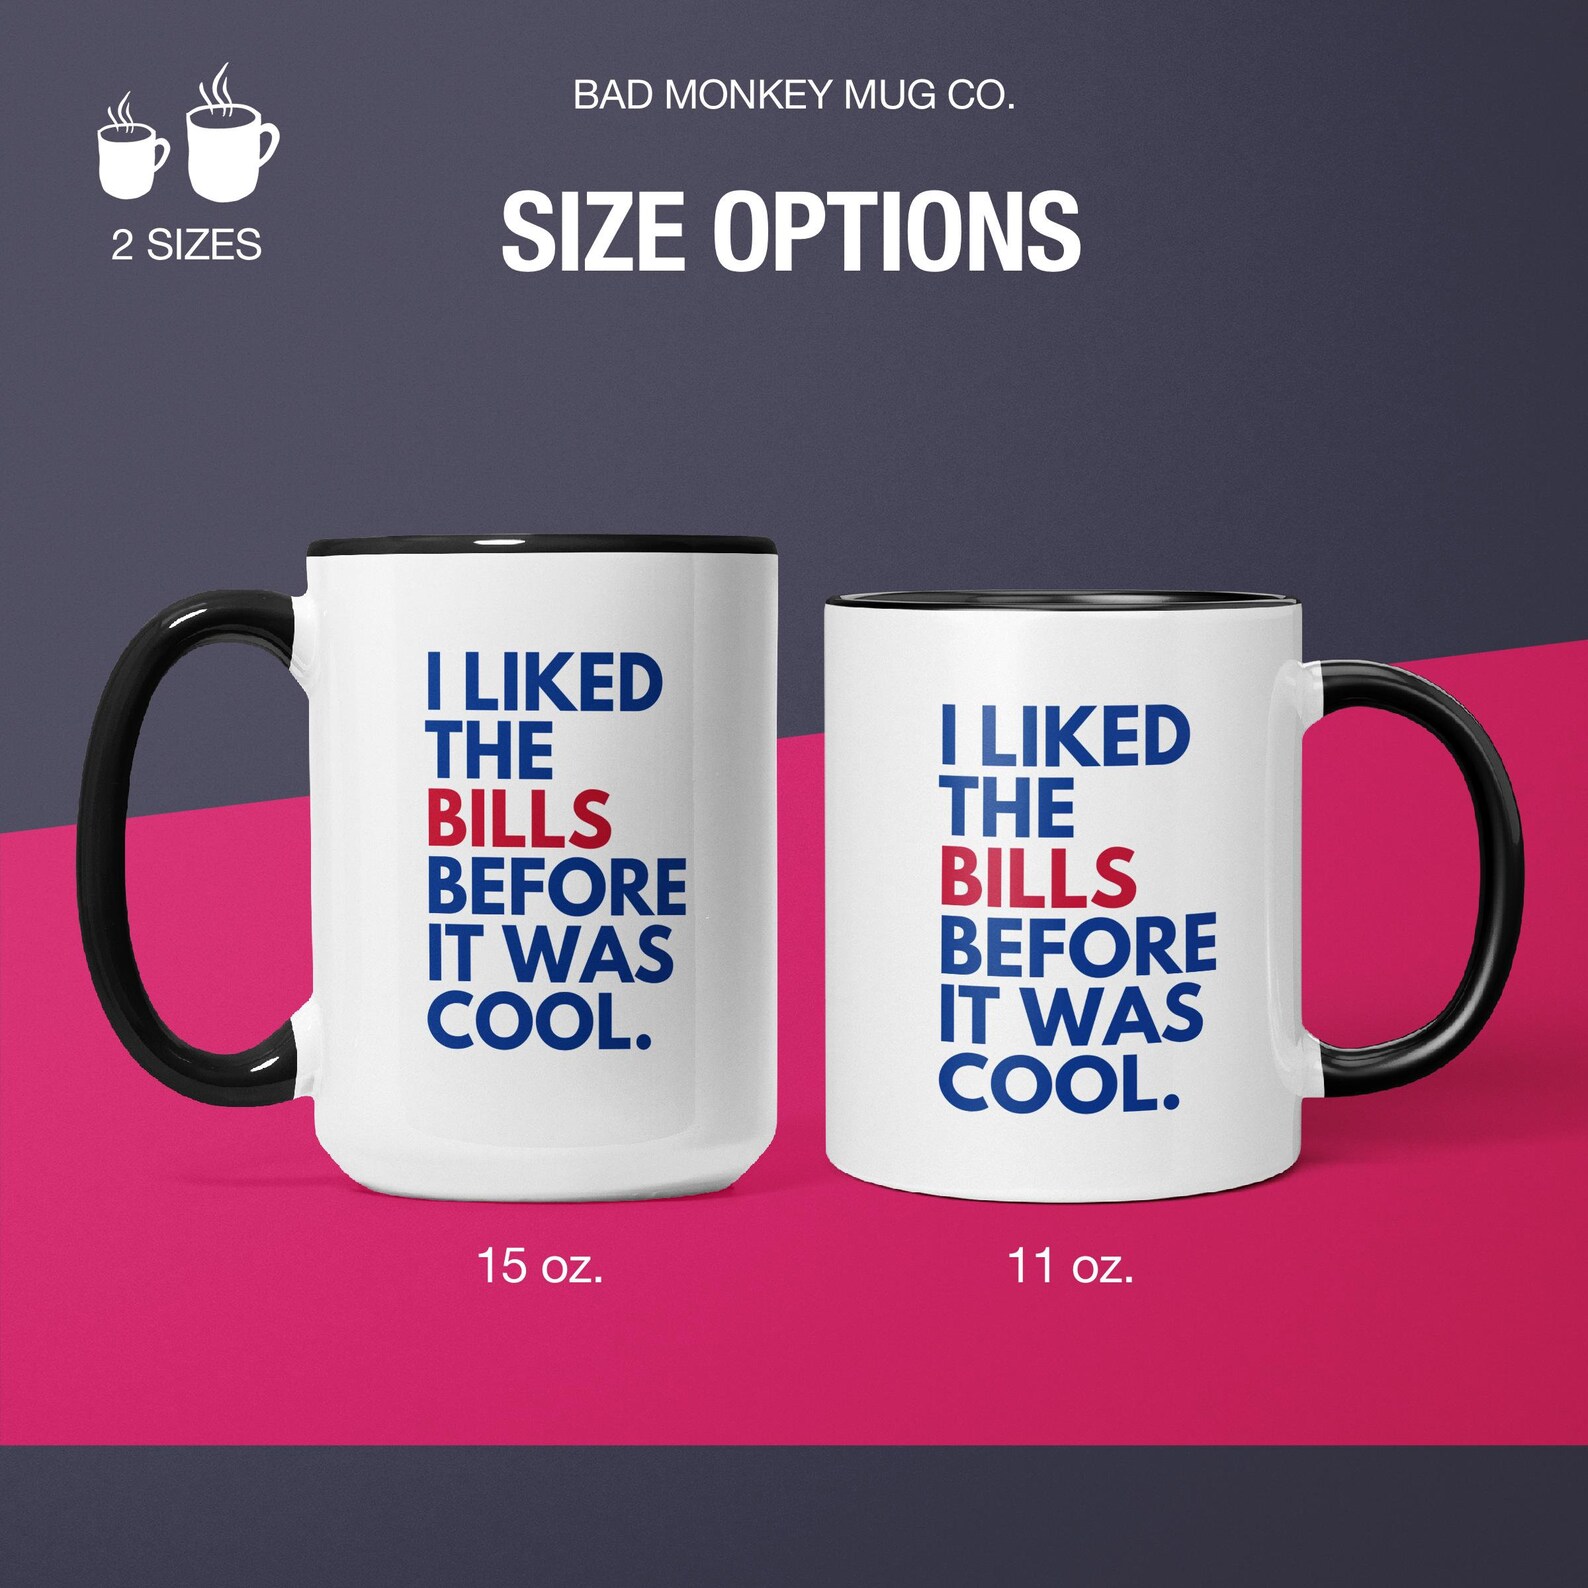 BAD MONKEY MUG CO.
SIZE OPTIONS
2 SIZES
I LIKED
THE
BILLS
BEFORE
IT WAS
COOL.
I LIKED
THE
BILLS
BEFORE
IT WAS
COOL.
15 oz.
11 oz.